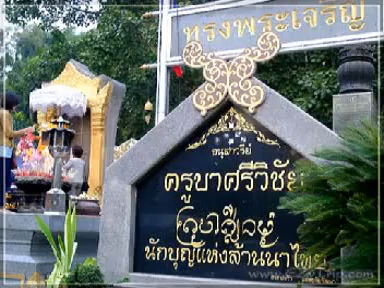 ทรงพระเจริญ
อนุสาวรีย์
ครูบาศรีวิชัย
นักบุญแห่งล้านนาไทย